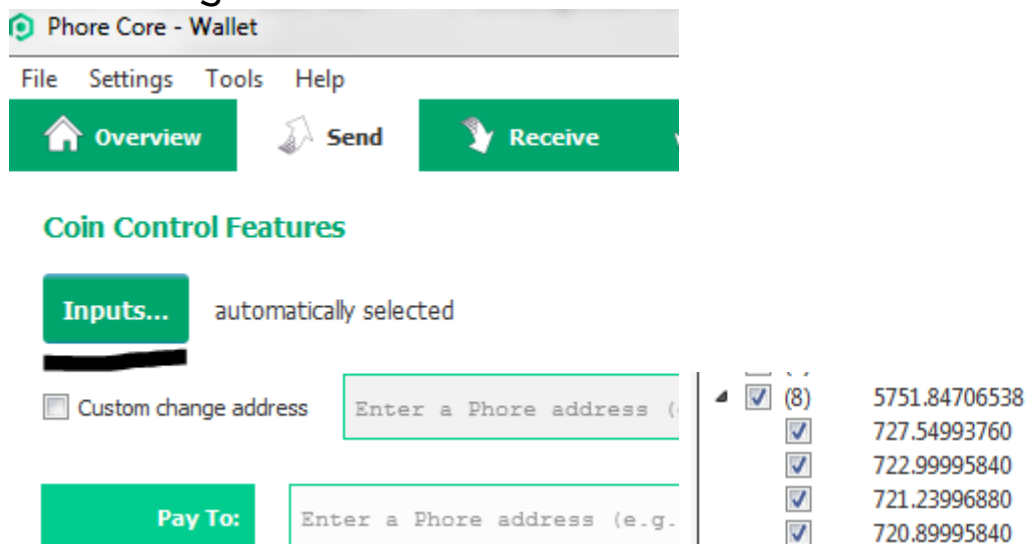 Phore Core - Wallet
File Settings Tools Help
Overview Send Receive
Coin Control Features
Inputs... automatically selected
Custom change address Enter a Phore address (
Pay To: Enter a Phore address (e.g.
(8) 5751.84706538
727.54993760
722.99995840
721.23996880
720.89995840